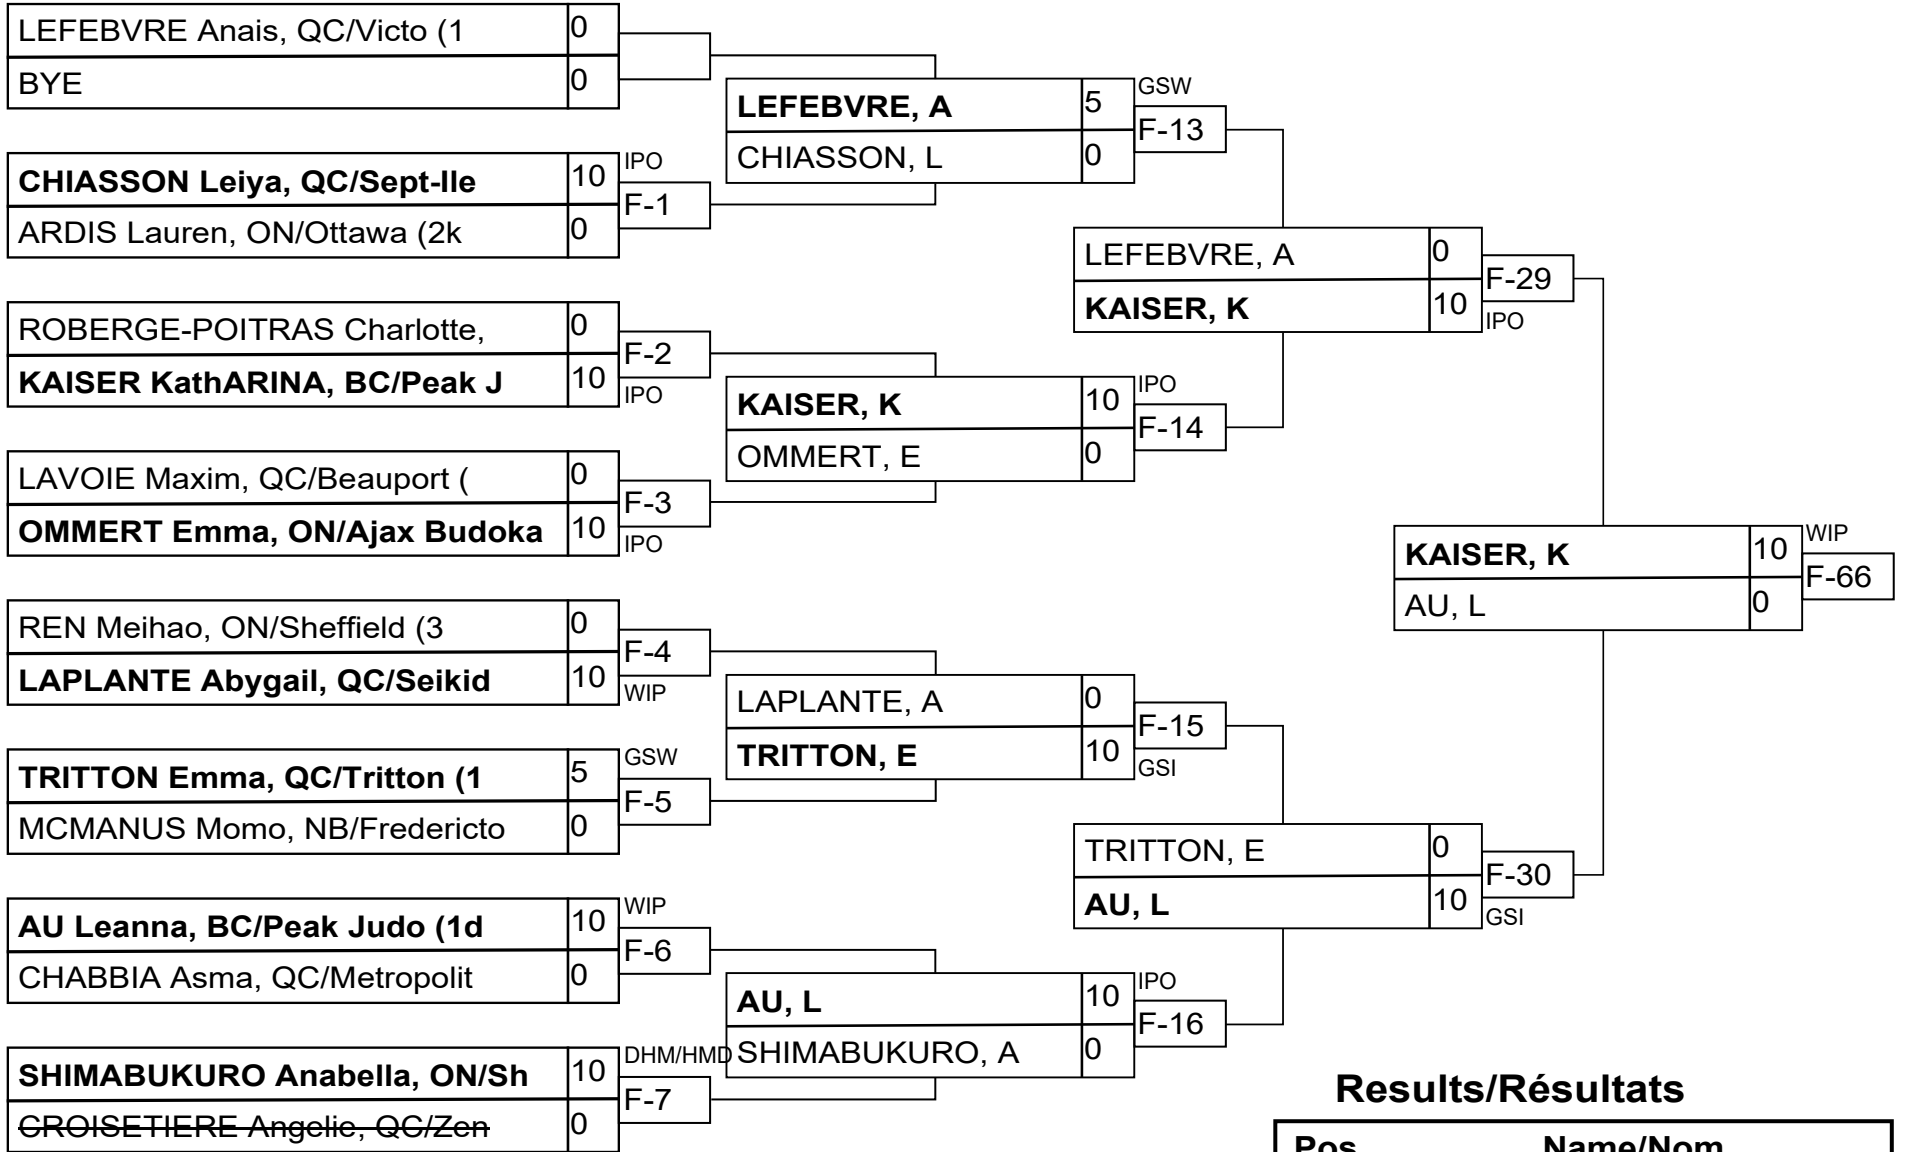 LEFEBVRE Anais, QC/Victo (1 0
BYE 0
CHIASSON Leiya, QC/Sept-Ile 10 IPO
F-1
ARDIS Lauren, ON/Ottawa (2k 0
ROBERGE-POITRAS Charlotte, 0
F-2
KAISER KathARINA, BC/Peak J 10 IPO
LAVOIE Maxim, QC/Beauport ( 0
F-3
OMMERT Emma, ON/Ajax Budoka 10 IPO
REN Meihao, ON/Sheffield (3 0
F-4
LAPLANTE Abygail, QC/Seikid 10 WIP
TRITTON Emma, QC/Tritton (1 5 GSW
F-5
MCMANUS Momo, NB/Fredericto 0
AU Leanna, BC/Peak Judo (1d 10 WIP
F-6
CHABBIA Asma, QC/Metropolit 0
SHIMABUKURO Anabella, ON/Sh 10 DHM/HMD
F-7
CROISETIERE Angelie, QC/Zen 0
LEFEBVRE, A 5 GSW
F-13
CHIASSON, L 0
KAISER, K 10 IPO
F-14
OMMERT, E 0
LAPLANTE, A 0
F-15
TRITTON, E 10 GSI
AU, L 10 IPO
F-16
SHIMABUKURO, A 0
LEFEBVRE, A 0
F-29
KAISER, K 10 IPO
TRITTON, E 0
F-30
AU, L 10 GSI
KAISER, K 10 WIP
F-66
AU, L 0
Results/Résultats
Pos Name/Nom